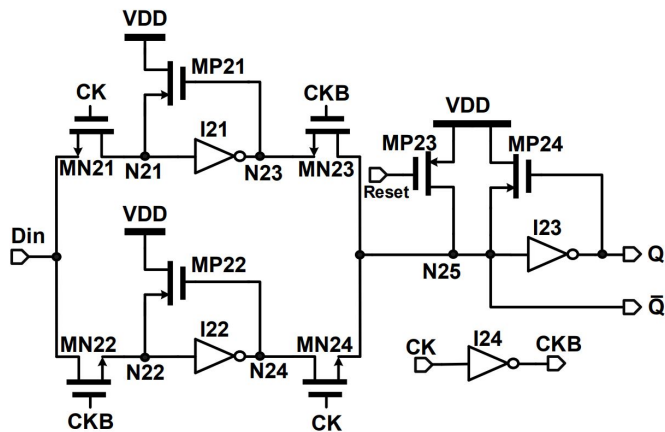 VDD
MP21
CK
CKB
I21
MN21
N21
N23
MN23
VDD
MP23
MP24
Reset
VDD
Din
MP22
I23
Q
N25
Q̅
MN22
I22
MN24
N22
N24
CK
I24
CKB
CKB
CK